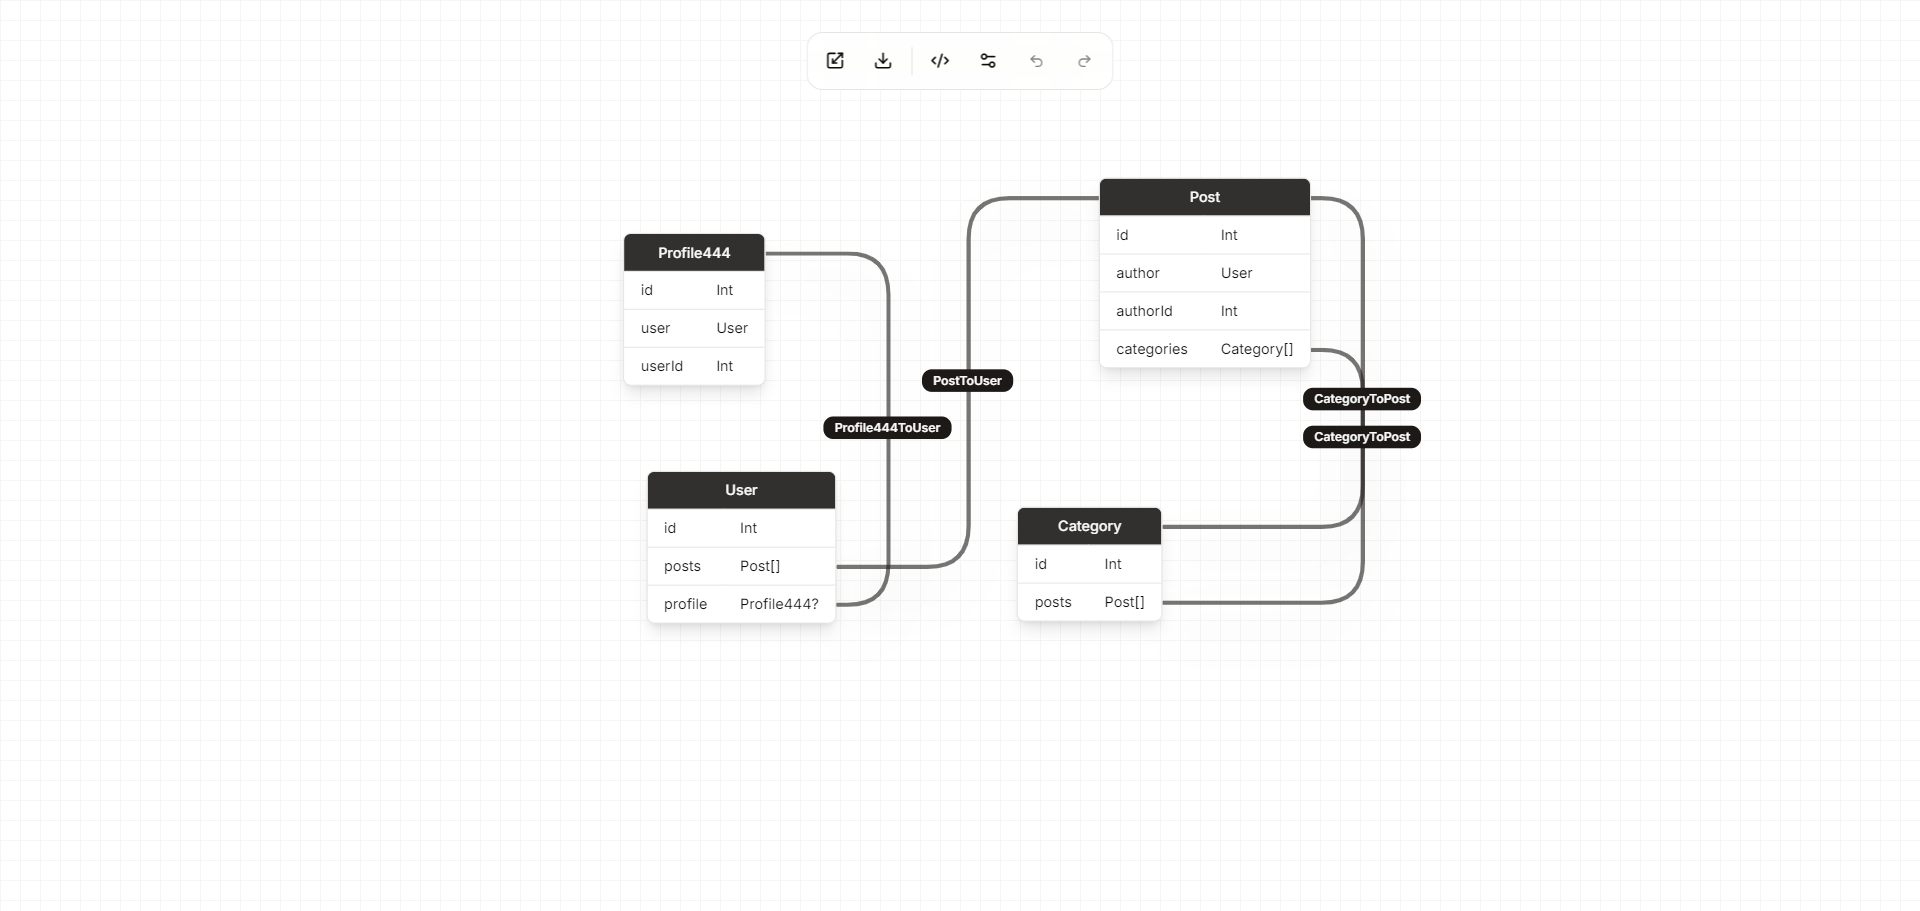 Profile444
id Int
user User
userId Int
User
id Int
posts Post[]
profile Profile444?
Profile444ToUser
PostToUser
Post
id Int
author User
authorId Int
categories Category[]
CategoryToPost
CategoryToPost
Category
id Int
posts Post[]